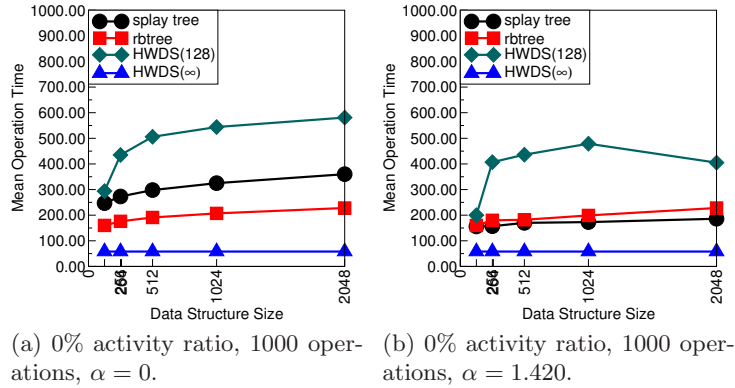 1000.00
900.00
800.00
700.00
600.00
500.00
400.00
300.00
200.00
100.00
0.00
Mean Operation Time
splay tree
rbtree
HWDS(128)
HWDS(∞)
0
256
512
1024
2048
Data Structure Size
(a) 0% activity ratio, 1000 oper-
ations, α = 0.
1000.00
900.00
800.00
700.00
600.00
500.00
400.00
300.00
200.00
100.00
0.00
Mean Operation Time
splay tree
rbtree
HWDS(128)
HWDS(∞)
0
512
1024
2048
Data Structure Size
(b) 0% activity ratio, 1000 oper-
ations, α = 1.420.